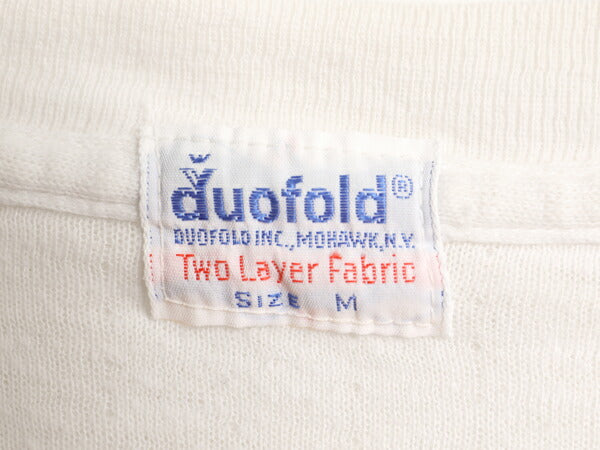 duofold®
DUOFOLD INC., MOHAWK, N.Y.
Two Layer Fabric
SIZE M